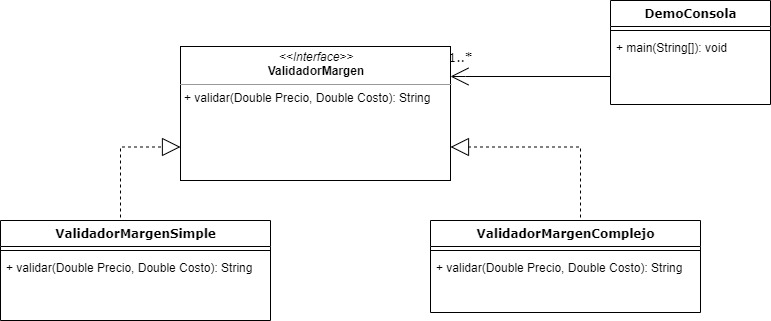 DemoConsola
+ main(String[]): void
<<Interface>>
ValidadorMargen
1..*
+ validar(Double Precio, Double Costo): String
ValidadorMargenSimple
+ validar(Double Precio, Double Costo): String
ValidadorMargenComplejo
+ validar(Double Precio, Double Costo): String